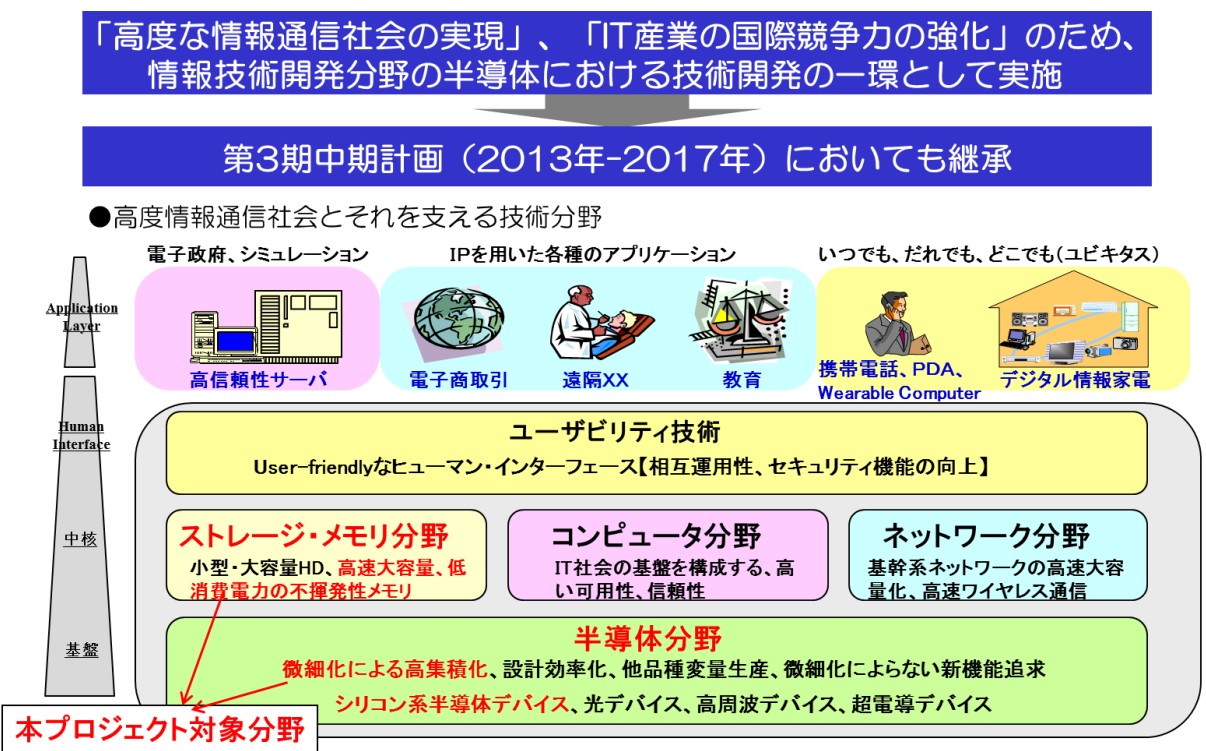 「高度な情報通信社会の実現」、「IT産業の国際競争力の強化」のため、
情報技術開発分野の半導体における技術開発の一環として実施
第3期中期計画（2013年-2017年）においても継承
●高度情報通信社会とそれを支える技術分野
電子政府、シミュレーション
IPを用いた各種のアプリケーション
いつでも、だれでも、どこでも（ユビキタス）
Application
Layer
高信頼性サーバ
電子商取引
遠隔XX
教育
携帯電話、PDA、
Wearable Computer
デジタル情報家電
Human
Interface
ユーザビリティ技術
User-friendlyなヒューマン・インターフェース【相互運用性、セキュリティ機能の向上】
中核
ストレージ・メモリ分野
小型・大容量HD、高速大容量、低
消費電力の不揮発性メモリ
コンピュータ分野
IT社会の基盤を構成する、高
い可用性、信頼性
ネットワーク分野
基幹系ネットワークの高速大容
量化、高速ワイヤレス通信
基盤
半導体分野
微細化による高集積化、設計効率化、他品種変量生産、微細化によらない新機能追求
シリコン系半導体デバイス、光デバイス、高周波デバイス、超電導デバイス
本プロジェクト対象分野